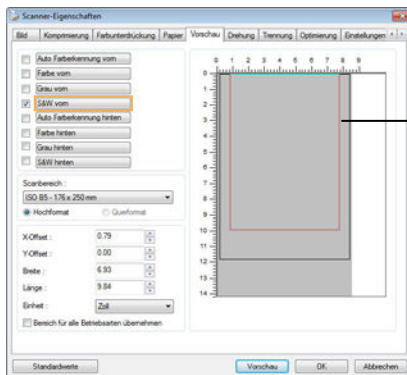 Scanner-Eigenschaften
Bild Komprimierung Farbunterdrückung Papier Vorschau Drehung Trennung Optimierung Einstellungen
Auto Farberkennung vorn
Farbe vorn
Grau vorn
S&W vorn
Auto Farberkennung hinten
Farbe hinten
Grau hinten
S&W hinten
Scanbereich :
ISO B5 - 176 x 250 mm
Hochformat Querformat
X-Offset : 0.79
Y-Offset : 0.00
Breite : 6.93
Länge : 9.84
Einheit : Zoll
Bereich für alle Betriebsarten übernehmen
0 1 2 3 4 5 6 7 8 9
0
1
2
3
4
5
6
7
8
9
10
11
12
13
14
Standardwerte Vorschau OK Abbrechen